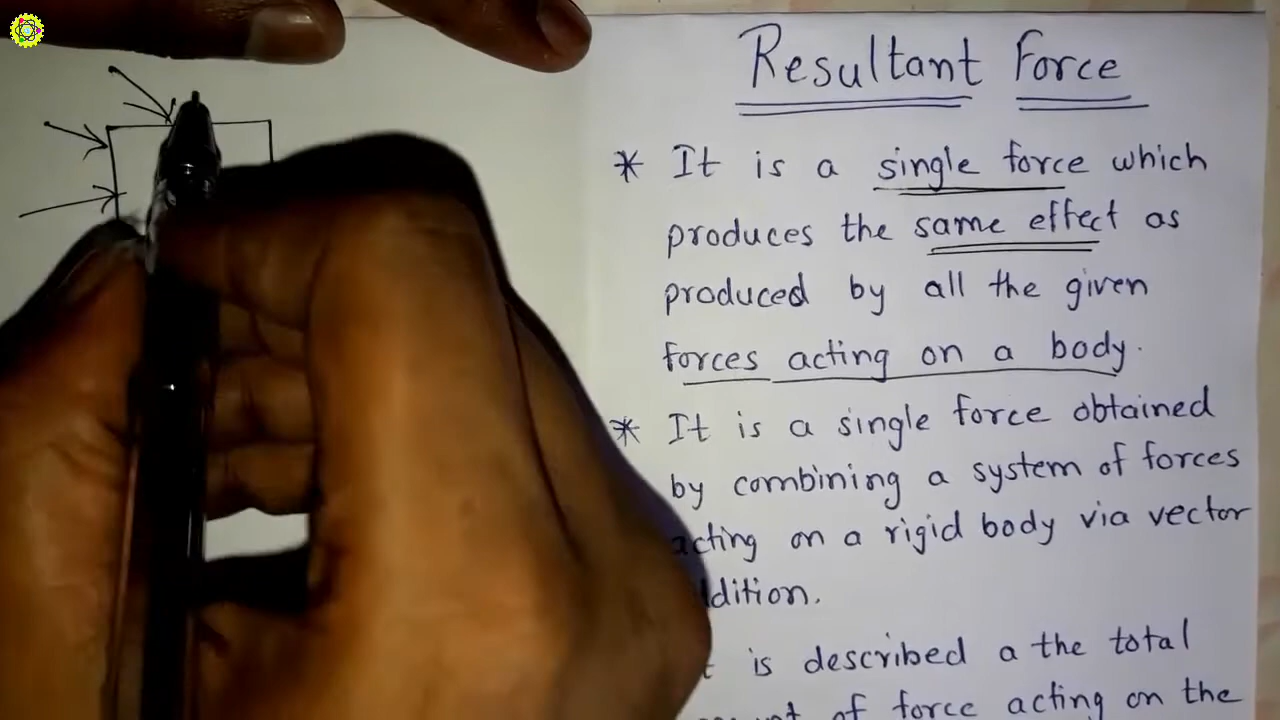 Resultant Force
* It is a single force which
produces the same effect as
produced by all the given
forces acting on a body.
* It is a single force obtained
by combining a system of forces
acting on a rigid body via vector
dition.
is described a the total
of force acting on the